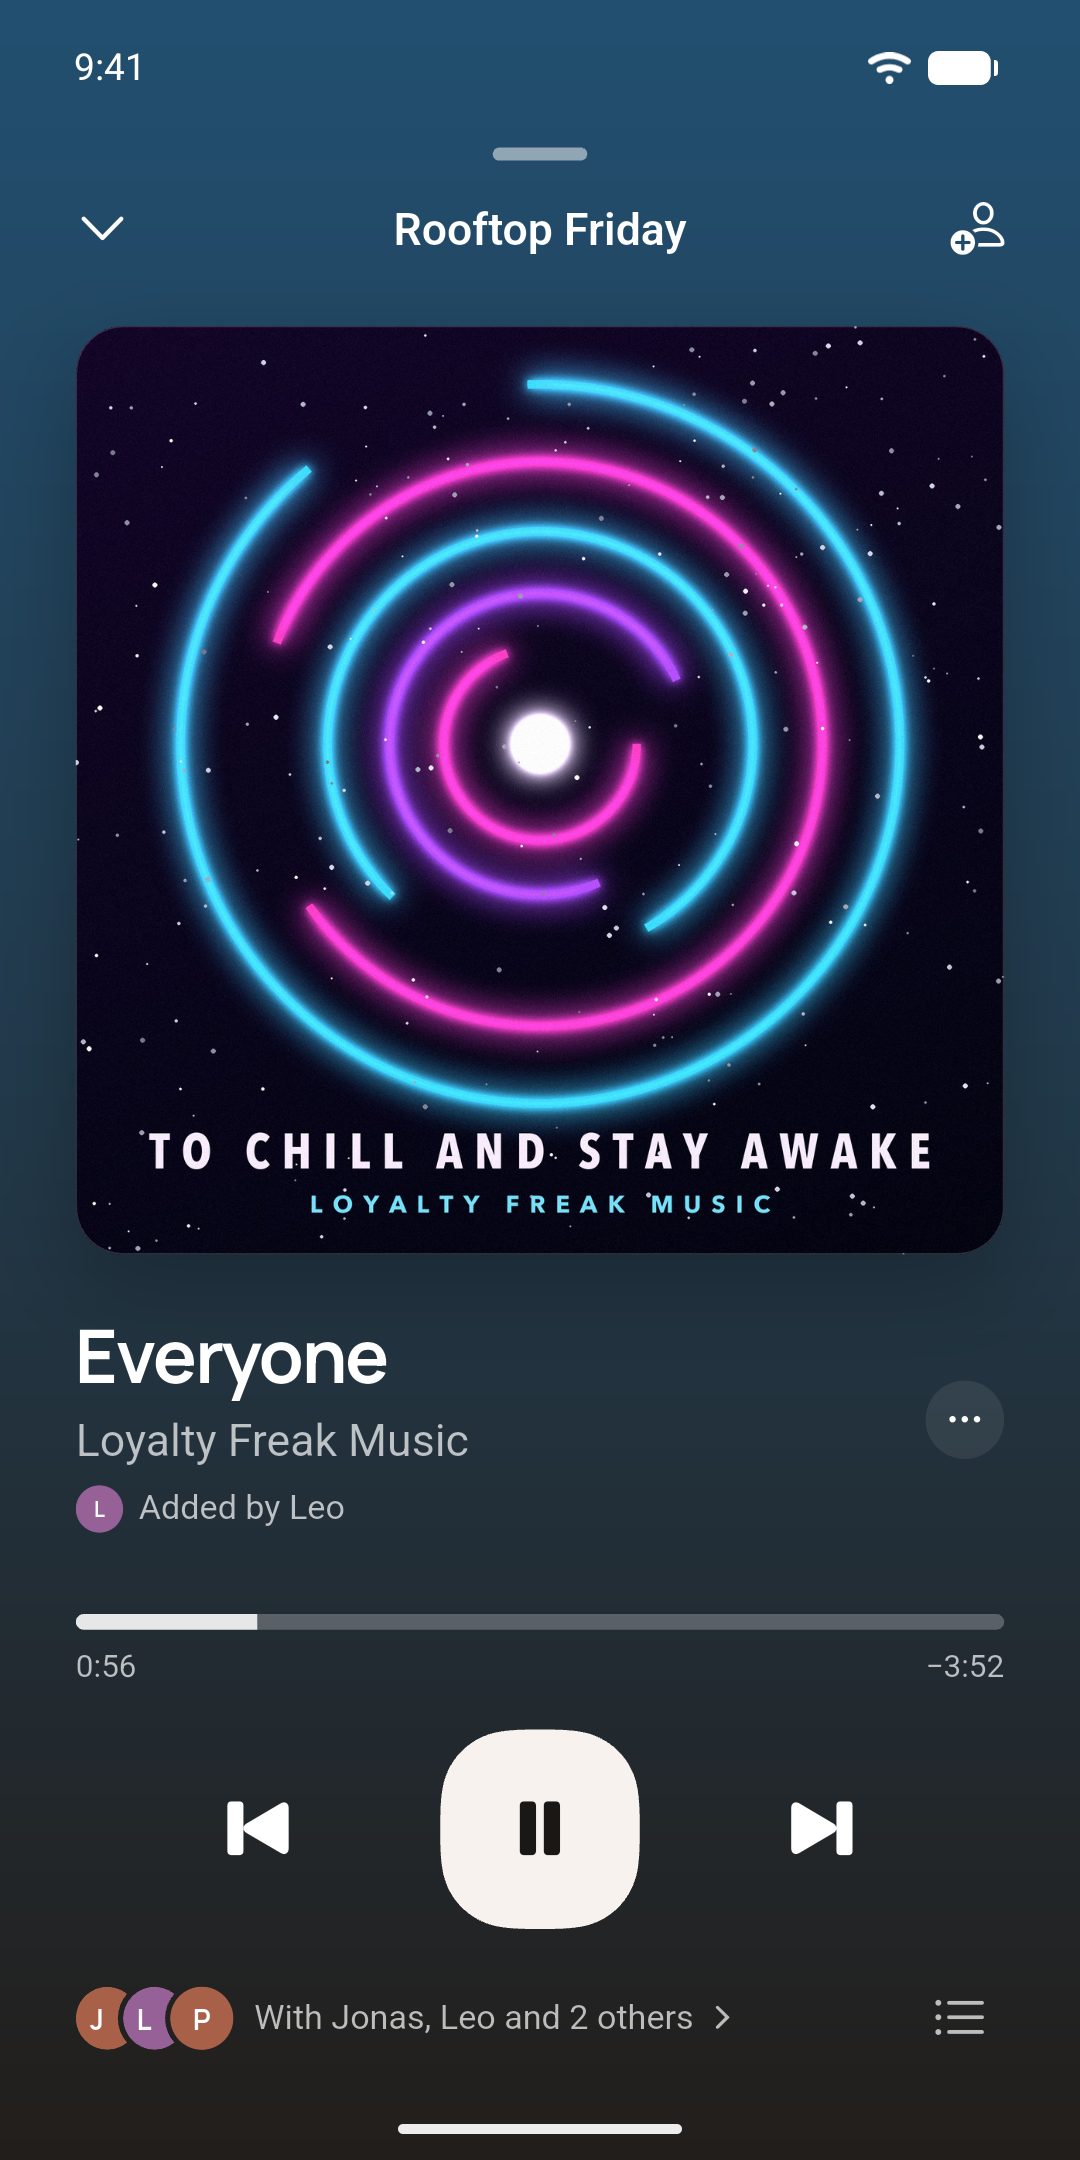 9:41
Rooftop Friday
TO CHILL AND STAY AWAKE
LOYALTY FREAK MUSIC
Everyone
Loyalty Freak Music
L Added by Leo
0:56 −3:52
J L P With Jonas, Leo and 2 others